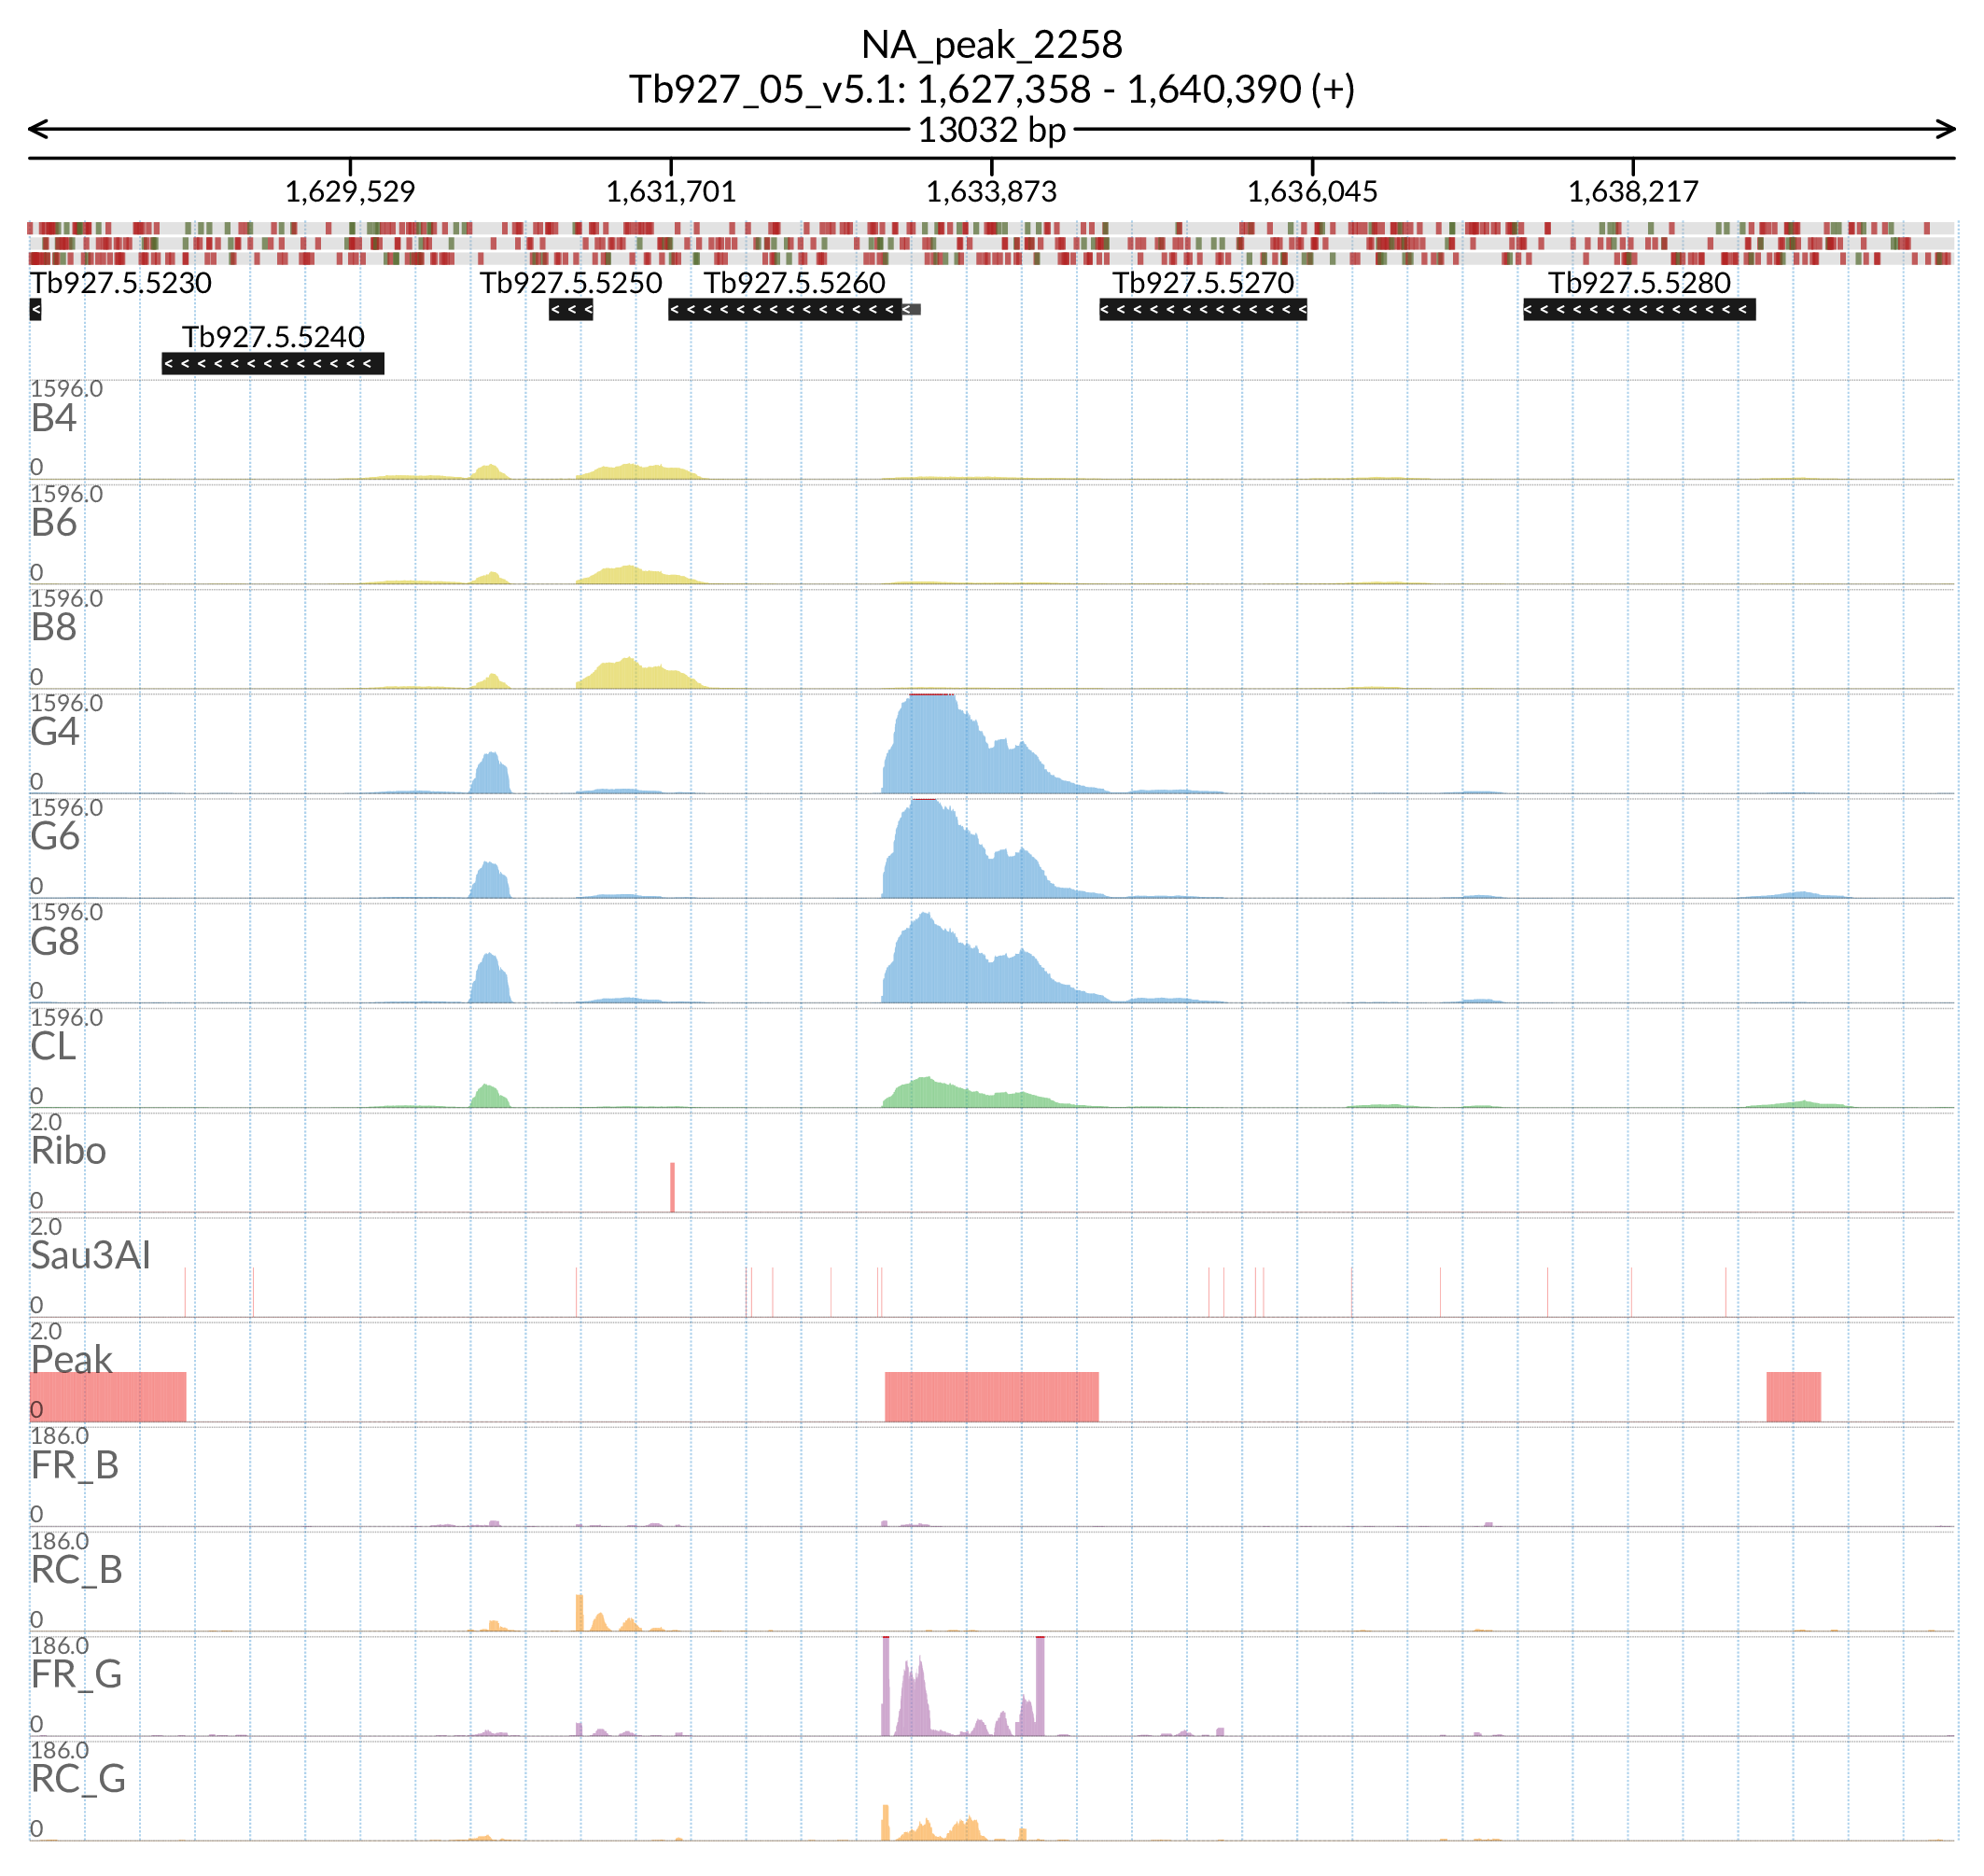 NA_peak_2258
Tb927_05_v5.1: 1,627,358 - 1,640,390 (+)
13032 bp
1,629,529 1,631,701 1,633,873 1,636,045 1,638,217
Tb927.5.5230 Tb927.5.5250 Tb927.5.5260 Tb927.5.5270 Tb927.5.5280
Tb927.5.5240
1596.0
B4
0
1596.0
B6
0
1596.0
B8
0
1596.0
G4
0
1596.0
G6
0
1596.0
G8
0
1596.0
CL
0
2.0
Ribo
0
2.0
Sau3AI
0
2.0
Peak
0
186.0
FR_B
0
186.0
RC_B
0
186.0
FR_G
0
186.0
RC_G
0